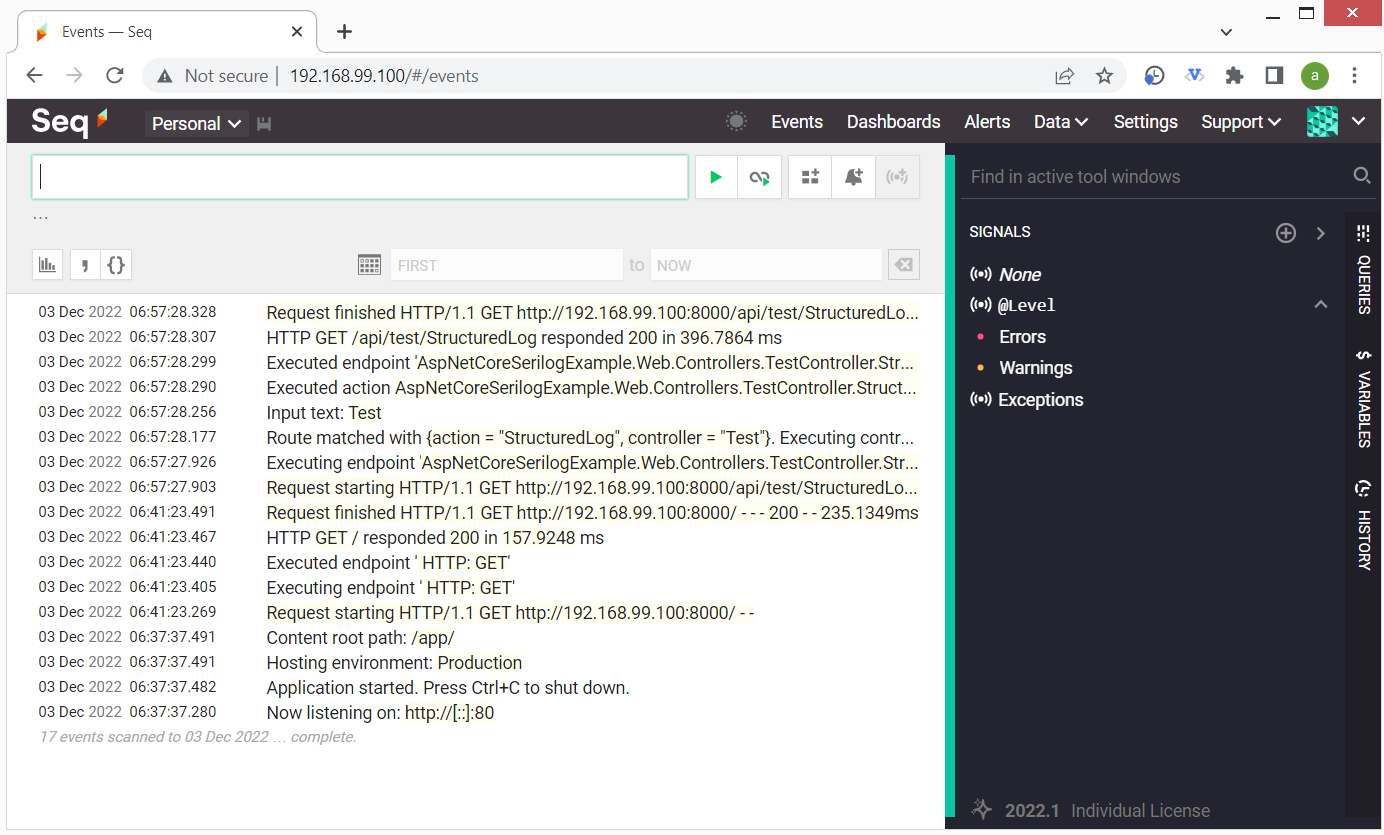 Events — Seq
Not secure | 192.168.99.100/#/events
a
Seq Personal Events Dashboards Alerts Data Settings Support
...
FIRST to NOW
03 Dec 2022 06:57:28.328 Request finished HTTP/1.1 GET http://192.168.99.100:8000/api/test/StructuredLo...
03 Dec 2022 06:57:28.307 HTTP GET /api/test/StructuredLog responded 200 in 396.7864 ms
03 Dec 2022 06:57:28.299 Executed endpoint 'AspNetCoreSerilogExample.Web.Controllers.TestController.Str...
03 Dec 2022 06:57:28.290 Executed action AspNetCoreSerilogExample.Web.Controllers.TestController.Struct...
03 Dec 2022 06:57:28.256 Input text: Test
03 Dec 2022 06:57:28.177 Route matched with {action = "StructuredLog", controller = "Test"}. Executing contr...
03 Dec 2022 06:57:27.926 Executing endpoint 'AspNetCoreSerilogExample.Web.Controllers.TestController.Str...
03 Dec 2022 06:57:27.903 Request starting HTTP/1.1 GET http://192.168.99.100:8000/api/test/StructuredLo...
03 Dec 2022 06:41:23.491 Request finished HTTP/1.1 GET http://192.168.99.100:8000/ - - - 200 - - 235.1349ms
03 Dec 2022 06:41:23.467 HTTP GET / responded 200 in 157.9248 ms
03 Dec 2022 06:41:23.440 Executed endpoint ' HTTP: GET'
03 Dec 2022 06:41:23.405 Executing endpoint ' HTTP: GET'
03 Dec 2022 06:41:23.269 Request starting HTTP/1.1 GET http://192.168.99.100:8000/ - -
03 Dec 2022 06:37:37.491 Content root path: /app/
03 Dec 2022 06:37:37.491 Hosting environment: Production
03 Dec 2022 06:37:37.482 Application started. Press Ctrl+C to shut down.
03 Dec 2022 06:37:37.280 Now listening on: http://[::]:80
17 events scanned to 03 Dec 2022 ... complete.
Find in active tool windows
SIGNALS
None
@Level
Errors
Warnings
Exceptions
QUERIES
$ VARIABLES
HISTORY
2022.1 Individual License